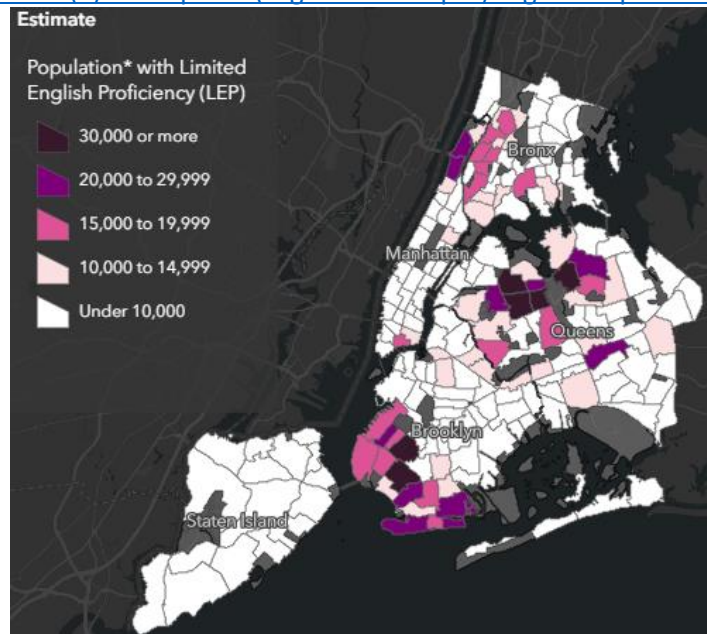 Estimate
Population* with Limited
English Proficiency (LEP)
30,000 or more
20,000 to 29,999
15,000 to 19,999
10,000 to 14,999
Under 10,000
Bronx
Manhattan
Queens
Brooklyn
Staten Island